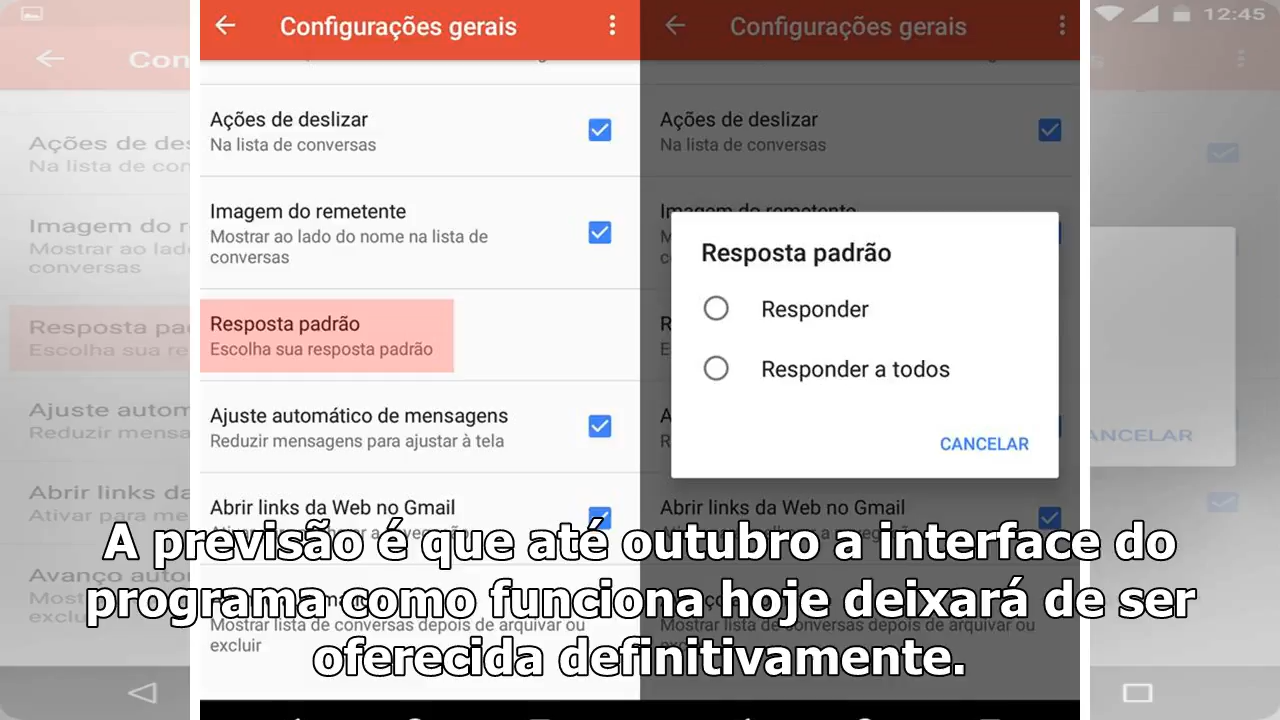 12:45
Configurações gerais
Ações de deslizar
Na lista de conversas
Imagem do remetente
Mostrar ao lado do nome na lista de
conversas
Resposta padrão
Escolha sua resposta padrão
Ajuste automático de mensagens
Reduzir mensagens para ajustar à tela
Abrir links da Web no Gmail
Mostrar lista de conversas depois de arquivar ou
excluir
Configurações gerais
Ações de deslizar
Na lista de conversas
Imagem do remetente
Resposta padrão
Responder
Responder a todos
CANCELAR
Abrir links da Web no Gmail
A previsão é que até outubro a interface do
programa como funciona hoje deixará de ser
oferecida definitivamente.